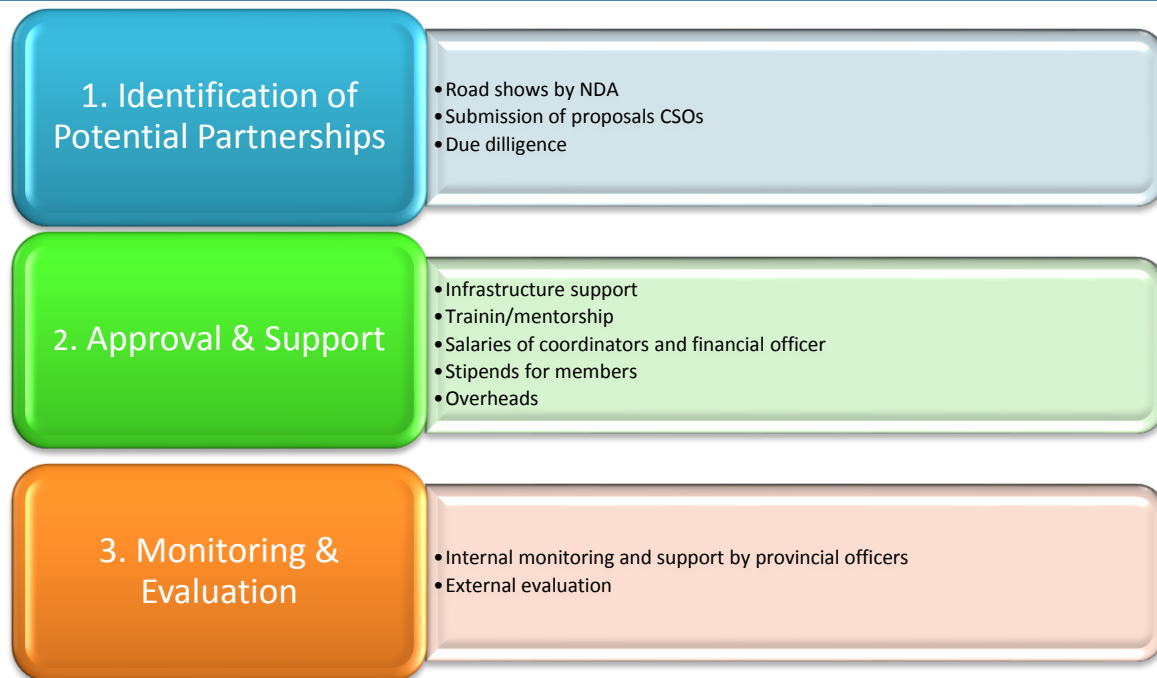 1. Identification of
Potential Partnerships
•Road shows by NDA
•Submission of proposals CSOs
•Due dilligence
2. Approval & Support
•Infrastructure support
•Trainin/mentorship
•Salaries of coordinators and financial officer
•Stipends for members
•Overheads
3. Monitoring &
Evaluation
•Internal monitoring and support by provincial officers
•External evaluation